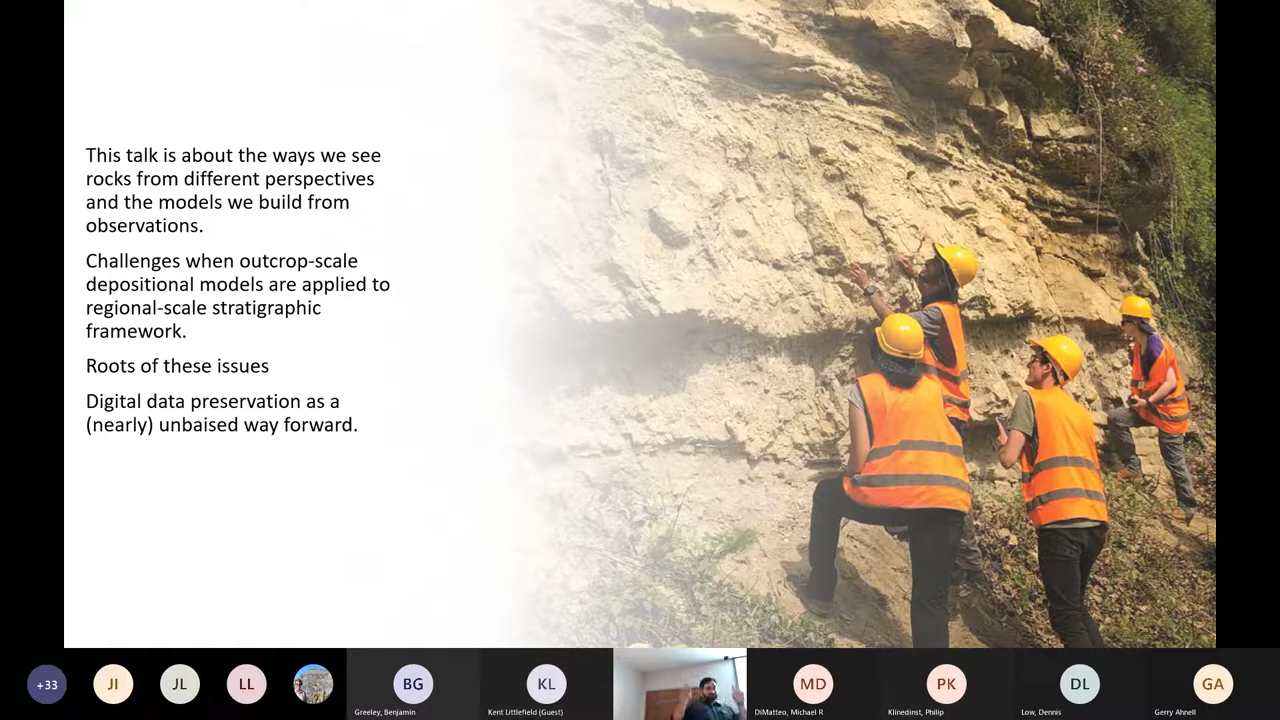 This talk is about the ways we see
rocks from different perspectives
and the models we build from
observations.
Challenges when outcrop-scale
depositional models are applied to
regional-scale stratigraphic
framework.
Roots of these issues
Digital data preservation as a
(nearly) unbaised way forward.
+33
JI
JL
LL
BG
Greeley, Benjamin
KL
Kent Littlefield (Guest)
MD
DiMatteo, Michael R
PK
Klinedinst, Philip
DL
Low, Dennis
GA
Gerry Ahnell